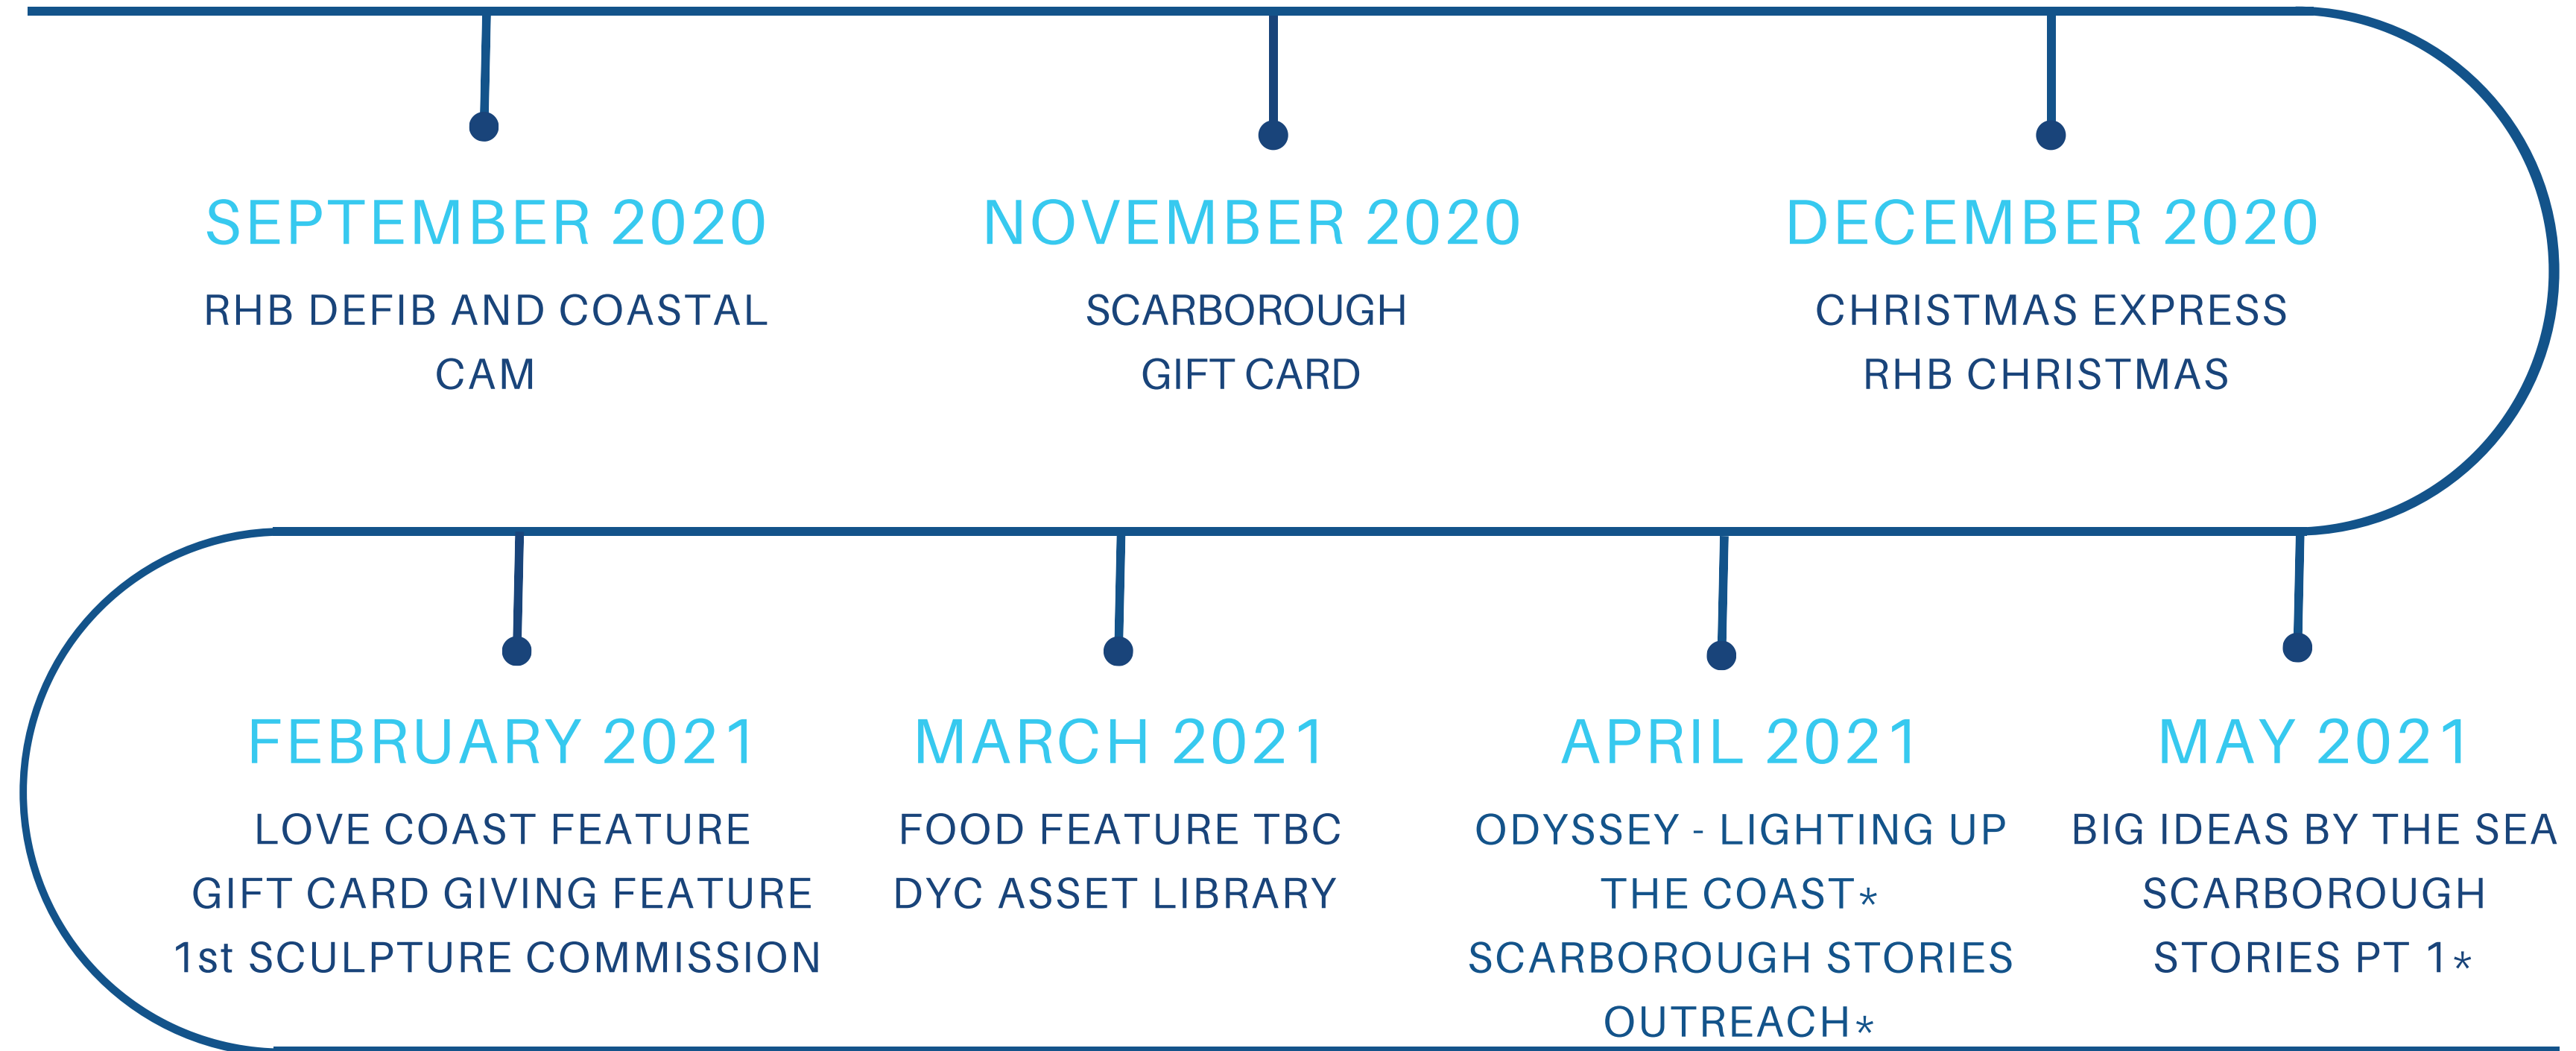 SEPTEMBER 2020
RHB DEFIB AND COASTAL
CAM
NOVEMBER 2020
SCARBOROUGH
GIFT CARD
DECEMBER 2020
CHRISTMAS EXPRESS
RHB CHRISTMAS
FEBRUARY 2021
LOVE COAST FEATURE
GIFT CARD GIVING FEATURE
1st SCULPTURE COMMISSION
MARCH 2021
FOOD FEATURE TBC
DYC ASSET LIBRARY
APRIL 2021
ODYSSEY - LIGHTING UP
THE COAST*
SCARBOROUGH STORIES
OUTREACH*
MAY 2021
BIG IDEAS BY THE SEA
SCARBOROUGH
STORIES PT 1*